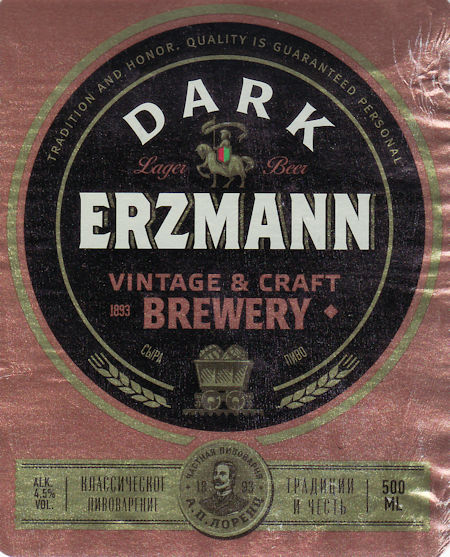 TRADITION AND HONOR. QUALITY IS GUARANTEED PERSONAL
DARK
Lager Beer
ERZMANN
VINTAGE & CRAFT
1893 BREWERY
СЫРА ПИВО
ALK. 4,5% VOL.
КЛАССИЧЕСКОЕ ПИВОВАРЕНИЕ
ЧАСТНАЯ ПИВОВАРНЯ
18 93
А.П. ЛОРЕНЦ
ТРАДИЦИИ И ЧЕСТЬ
500 ML